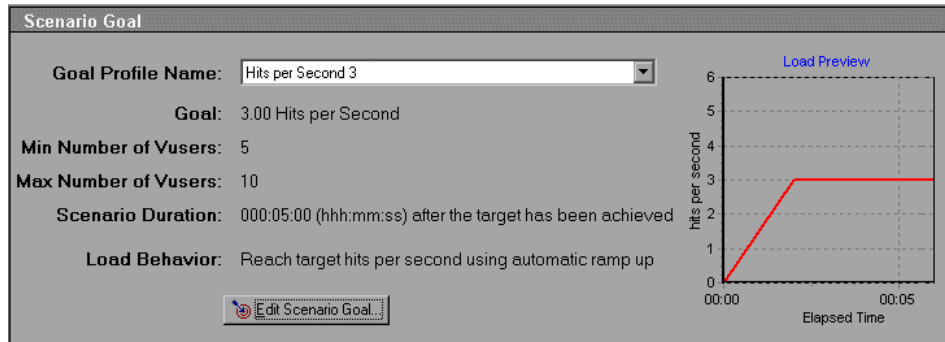 Scenario Goal
Goal Profile Name: Hits per Second 3
Goal: 3.00 Hits per Second
Min Number of Vusers: 5
Max Number of Vusers: 10
Scenario Duration: 000:05:00 (hhh:mm:ss) after the target has been achieved
Load Behavior: Reach target hits per second using automatic ramp up
Edit Scenario Goal...
Load Preview
hits per second
6
5
4
3
2
1
0
00:00 00:05
Elapsed Time